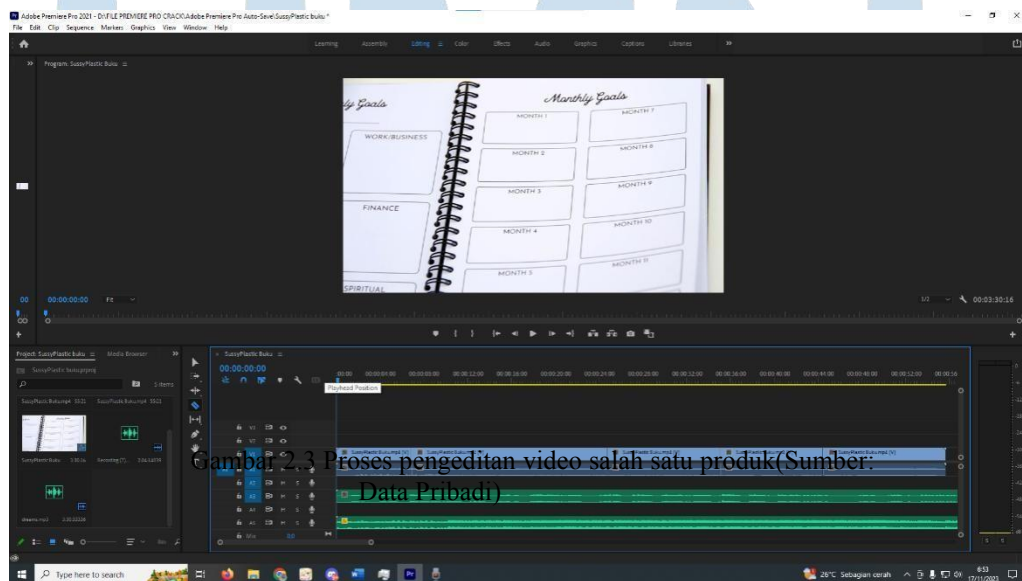 Adobe Premiere Pro 2021 - D:\FILE PREMIERE PRO CRACK\Adobe Premiere Pro Auto-Save\SussyPlastic buku *
File Edit Clip Sequence Markers Graphics View Window Help
Learning Assembly Editing Color Effects Audio Graphics Captions Libraries
Program: SussyPlastic Buku
Monthly Goals
ly Goals
MONTH 1 MONTH 7
WORK/BUSINESS
MONTH 2 MONTH 8
MONTH 3 MONTH 9
FINANCE
MONTH 4 MONTH 10
MONTH 5 MONTH 11
SPIRITUAL
00 00:00:00:00 Fit 1/2 00:03:30:16
Project: SussyPlastic buku Media Browser
SussyPlastic buku.prproj
5 Items
SussyPlastic Buku
00:00:00:00
Playhead Position
Gambar 2.3 Proses pengeditan video salah satu produk(Sumber:
Data Pribadi)
Type here to search
26°C Sebagian cerah
6:53
17/11/2023